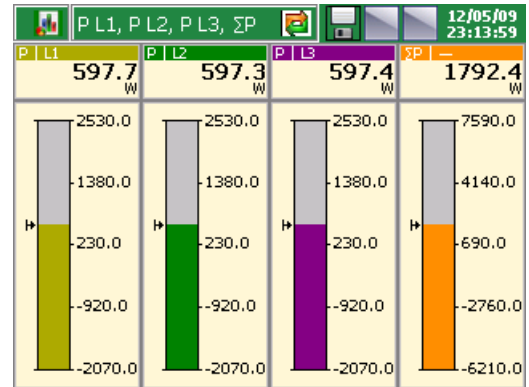 P L1, P L2, P L3, ΣP
12/05/09
23:13:59
P L1
597.7
W
P L2
597.3
W
P L3
597.4
W
ΣP —
1792.4
W
2530.0
1380.0
230.0
-920.0
-2070.0
2530.0
1380.0
230.0
-920.0
-2070.0
2530.0
1380.0
230.0
-920.0
-2070.0
7590.0
4140.0
690.0
-2760.0
-6210.0